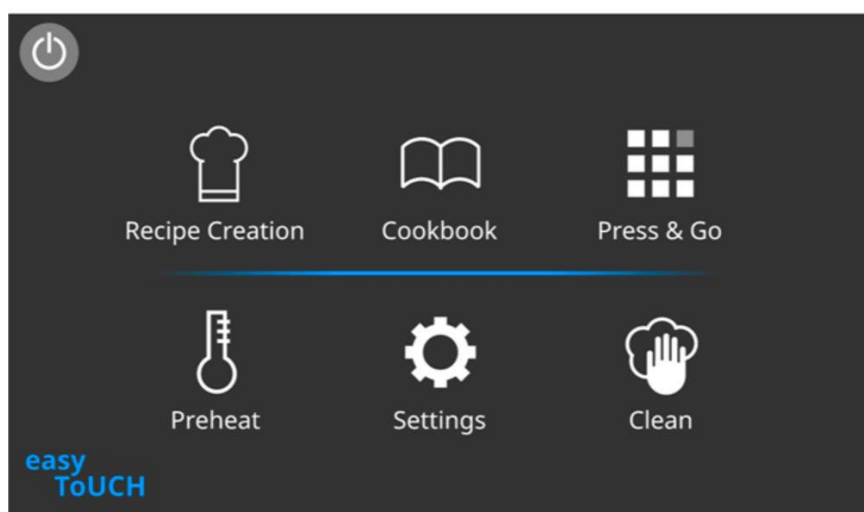 Recipe Creation
Cookbook
Press & Go
Preheat
Settings
Clean
easy
ToUCH